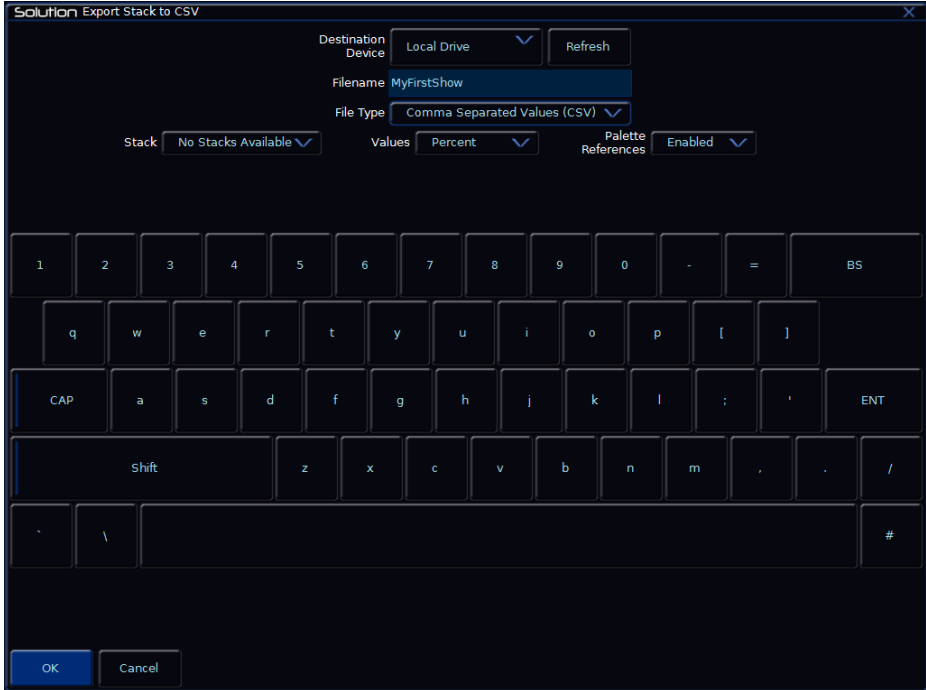 Solution Export Stack to CSV
Destination Device Local Drive Refresh
Filename MyFirstShow
File Type Comma Separated Values (CSV)
Stack No Stacks Available Values Percent Palette References Enabled
1 2 3 4 5 6 7 8 9 0 - = BS
q w e r t y u i o p [ ]
CAP a s d f g h j k l ; ' ENT
Shift z x c v b n m , . /
` \ #
OK Cancel